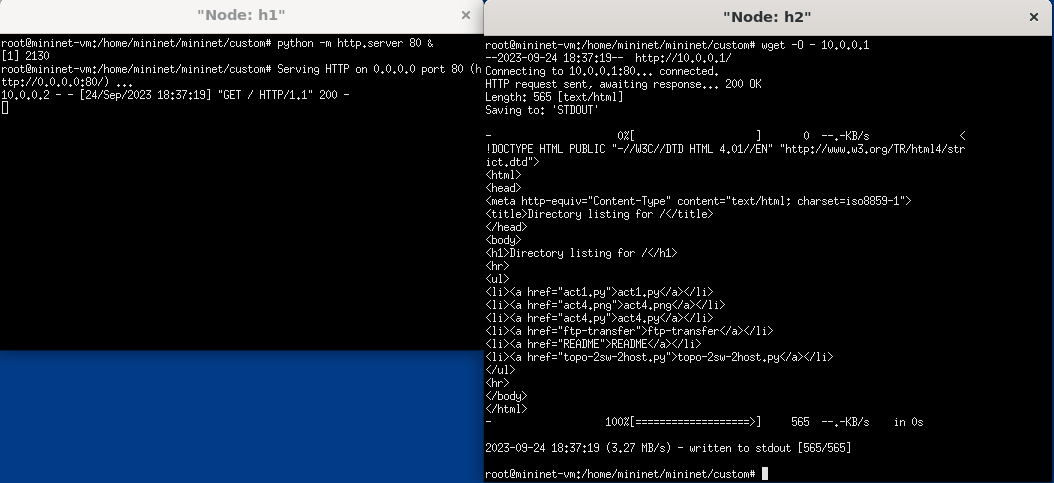 "Node: h1"
root@mininet-vm:/home/mininet/mininet/custom# python -m http.server 80 &
[1] 2130
root@mininet-vm:/home/mininet/mininet/custom# Serving HTTP on 0.0.0.0 port 80 (h
ttp://0.0.0.0:80/) ...
10.0.0.2 - - [24/Sep/2023 18:37:19] "GET / HTTP/1.1" 200 -
"Node: h2"
root@mininet-vm:/home/mininet/mininet/custom# wget -O - 10.0.0.1
--2023-09-24 18:37:19--  http://10.0.0.1/
Connecting to 10.0.0.1:80... connected.
HTTP request sent, awaiting response... 200 OK
Length: 565 [text/html]
Saving to: 'STDOUT'
-                     0%[                    ]       0  --.-KB/s               <
!DOCTYPE HTML PUBLIC "-//W3C//DTD HTML 4.01//EN" "http://www.w3.org/TR/html4/str
ict.dtd">
<html>
<head>
<meta http-equiv="Content-Type" content="text/html; charset=iso8859-1">
<title>Directory listing for /</title>
</head>
<body>
<h1>Directory listing for /</h1>
<hr>
<ul>
<li><a href="act1.py">act1.py</a></li>
<li><a href="act4.png">act4.png</a></li>
<li><a href="act4.py">act4.py</a></li>
<li><a href="ftp-transfer">ftp-transfer</a></li>
<li><a href="README">README</a></li>
<li><a href="topo-2sw-2host.py">topo-2sw-2host.py</a></li>
</ul>
<hr>
</body>
</html>
-                   100%[===================>]     565  --.-KB/s    in 0s
2023-09-24 18:37:19 (3.27 MB/s) - written to stdout [565/565]
root@mininet-vm:/home/mininet/mininet/custom#